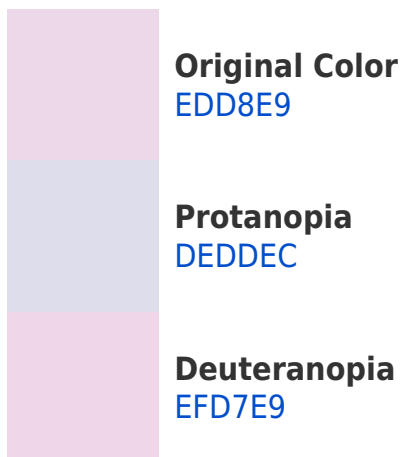 Original Color
EDD8E9
Protanopia
DEDDEC
Deuteranopia
EFD7E9